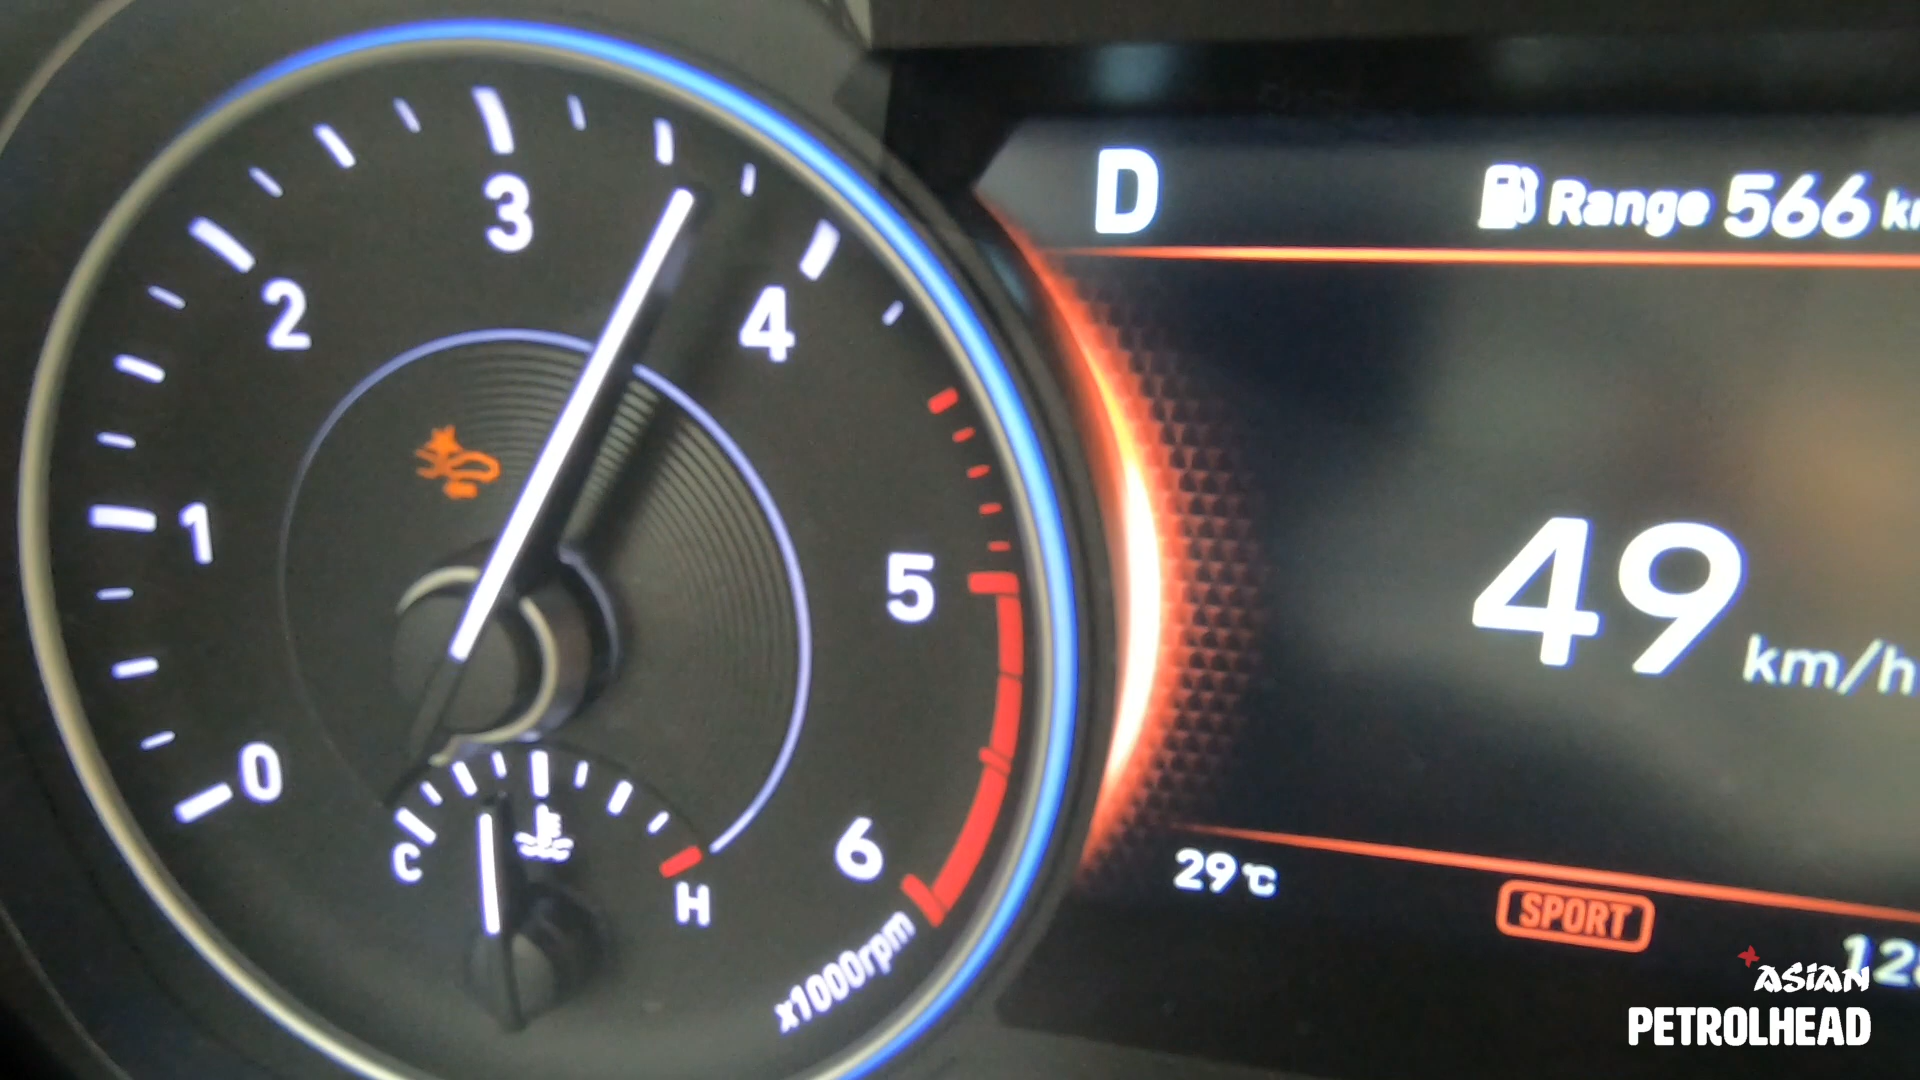 0
1
2
3
4
5
6
x1000rpm
C
H
D
Range 566
49 km/h
29℃
SPORT
ASIAN
PETROLHEAD